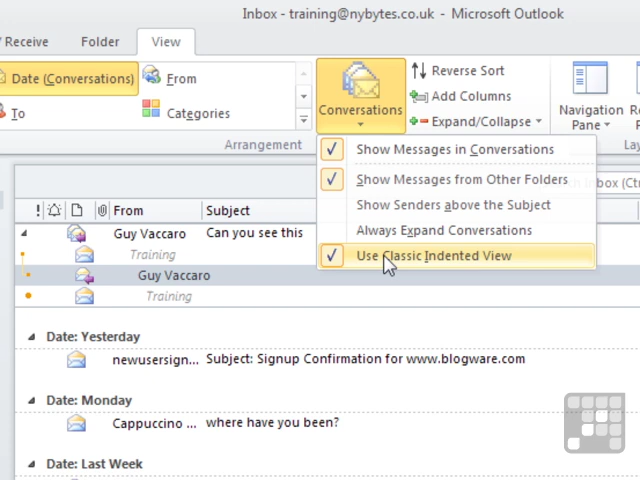 Inbox - training@nybytes.co.uk - Microsoft Outlook
/ Receive Folder View
Date (Conversations) From
To Categories
Arrangement
Conversations
Reverse Sort
Add Columns
Expand/Collapse
Navigation
Pane
Show Messages in Conversations
Show Messages from Other Folders
Show Senders above the Subject
Always Expand Conversations
Use Classic Indented View
From Subject
Guy Vaccaro Can you see this
Training
Guy Vaccaro
Training
Date: Yesterday
newusersign... Subject: Signup Confirmation for www.blogware.com
Date: Monday
Cappuccino ... where have you been?
Date: Last Week